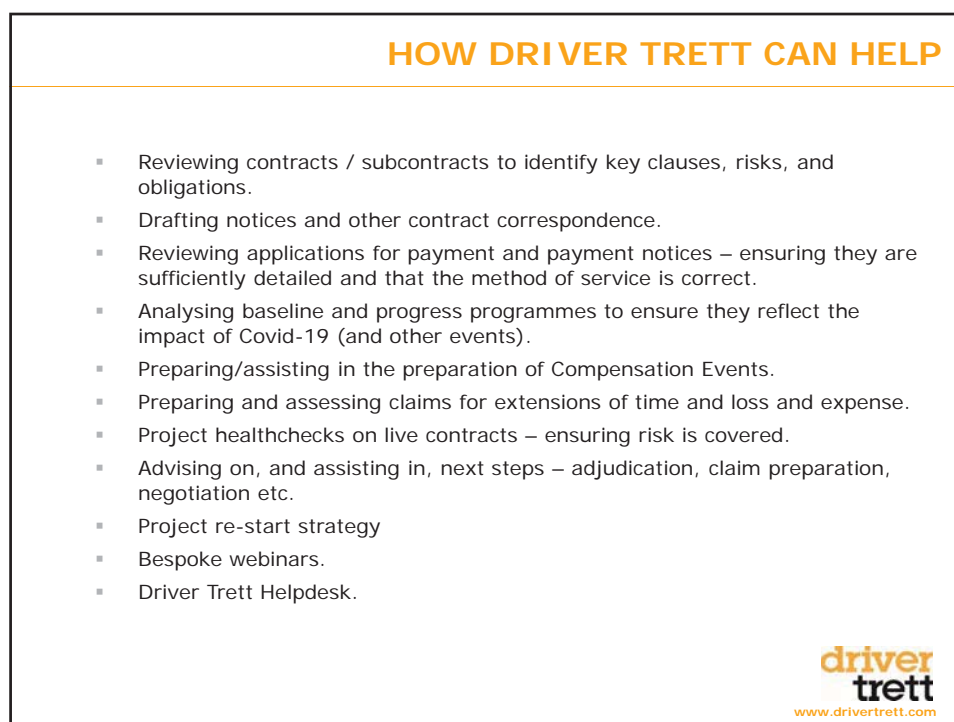 HOW DRIVER TRETT CAN HELP
▪ Reviewing contracts / subcontracts to identify key clauses, risks, and
obligations.
▪ Drafting notices and other contract correspondence.
▪ Reviewing applications for payment and payment notices – ensuring they are
sufficiently detailed and that the method of service is correct.
▪ Analysing baseline and progress programmes to ensure they reflect the
impact of Covid-19 (and other events).
▪ Preparing/assisting in the preparation of Compensation Events.
▪ Preparing and assessing claims for extensions of time and loss and expense.
▪ Project healthchecks on live contracts – ensuring risk is covered.
▪ Advising on, and assisting in, next steps – adjudication, claim preparation,
negotiation etc.
▪ Project re-start strategy
▪ Bespoke webinars.
▪ Driver Trett Helpdesk.
driver
trett
www.drivertrett.com